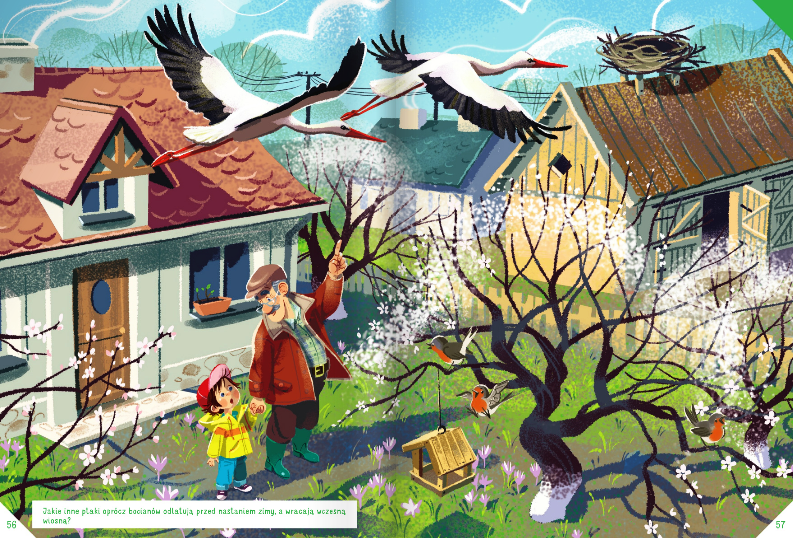 Jakie inne ptaki oprócz bocianów odlatują przed nastaniem zimy, a wracają wczesną
wiosną?
56
57